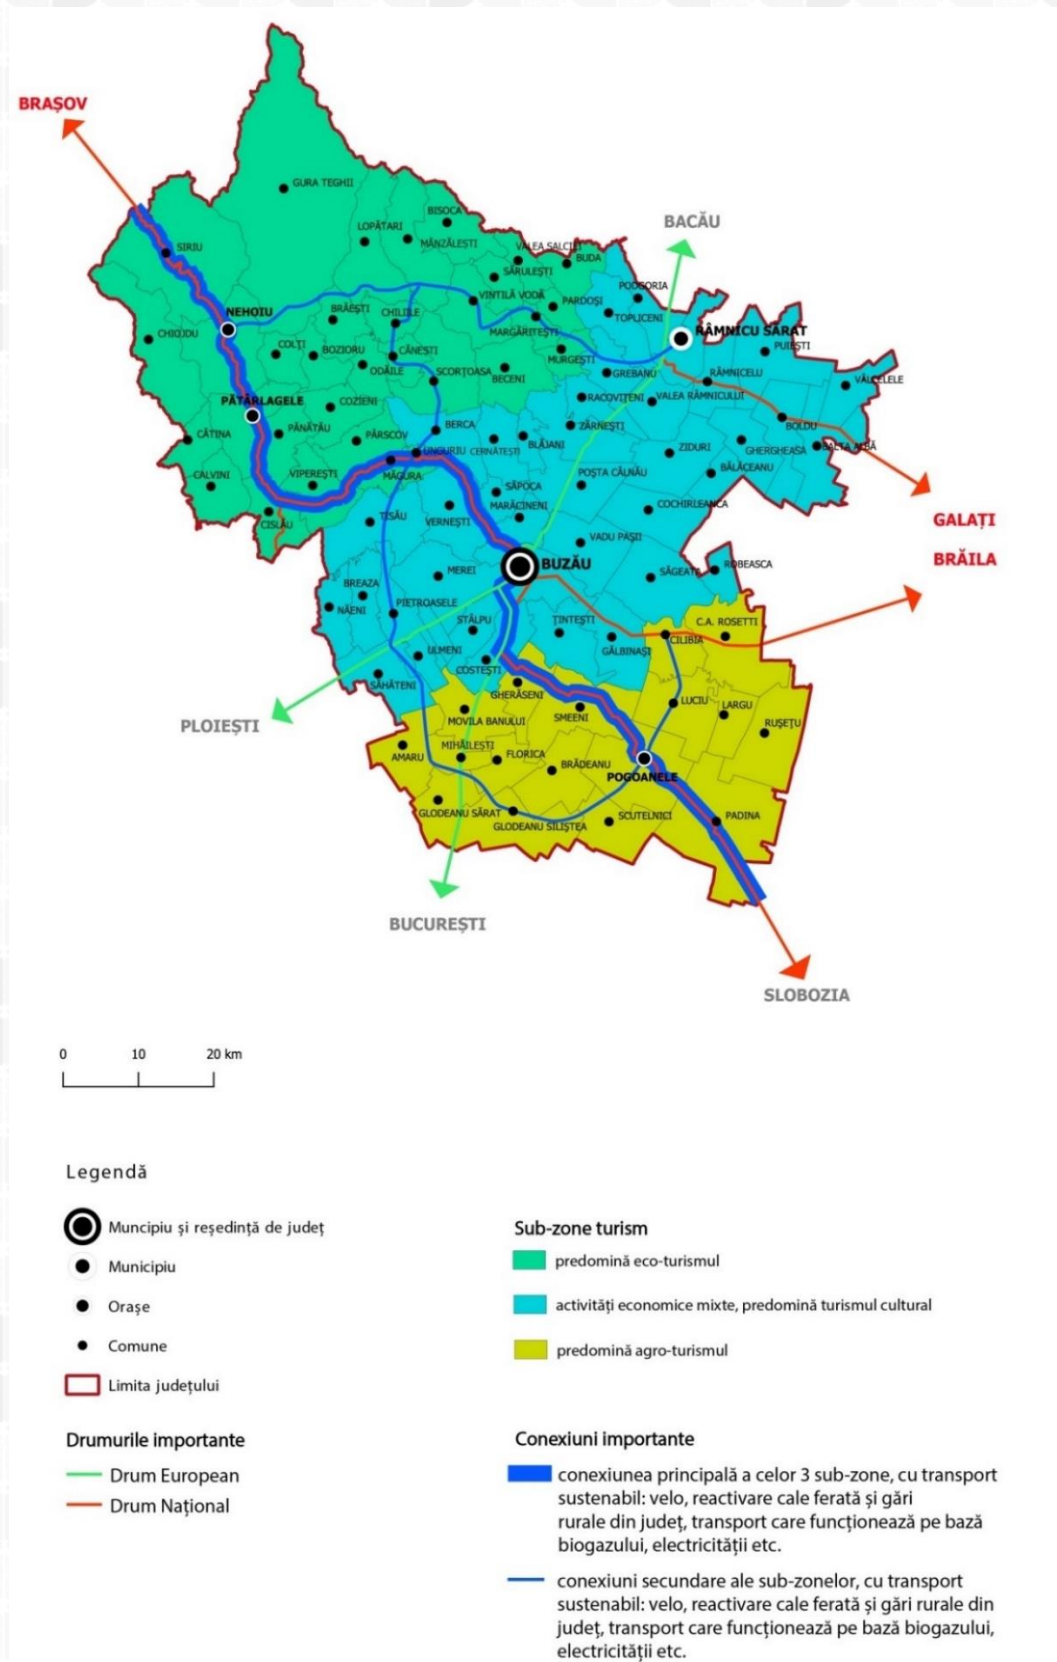 BRAȘOV
BACĂU
GURA TEGHII
BISOCA
LOPĂTARI
MÂNZĂLEȘTI
VALEA SALCIEI
BUDA
SĂRULEȘTI
SIRIU
PODGORIA
VINTILĂ VODĂ
PARDOȘI
TOPLICENI
NEHOIU
BRĂEȘTI
CHILIILE
MĂRGĂRITEȘTI
RÂMNICU SĂRAT
CHIOJDU
PUIEȘTI
COLȚI
BOZIORU
CĂNEȘTI
MURGEȘTI
ODĂILE
SCORȚOASA
BECENI
GREBANU
RÂMNICELU
VÂLCELELE
PĂTÂRLAGELE
COZIENI
RACOVIȚENI
VALEA RÂMNICULUI
CĂTINA
PĂNĂTĂU
PÂRSCOV
BERCA
ZĂRNEȘTI
BOLDU
UNGURIU
CERNĂTEȘTI
BLĂJANI
ZIDURI
GHERGHEASA
BALTA ALBĂ
CALVINI
VIPEREȘTI
MĂGURA
POȘTA CÂLNĂU
BĂLĂCEANU
SĂPOCA
MARĂCINENI
COCHIRLEANCA
CISLĂU
TISĂU
VERNEȘTI
GALAȚI
VADU PAȘII
BRĂILA
BUZĂU
MEREI
SĂGEATA
ROBEASCA
BREAZA
NĂENI
PIETROASELE
STÂLPU
ȚINTEȘTI
C.A. ROSETTI
CILIBIA
GĂLBINAȘI
ULMENI
COSTEȘTI
SĂHĂTENI
GHERĂSENI
LUCIU
LARGU
PLOIEȘTI
MOVILA BANULUI
SMEENI
RUȘEȚU
AMARU
MIHĂILEȘTI
FLORICA
BRĂDEANU
POGOANELE
GLODEANU SĂRAT
GLODEANU SILIȘTEA
SCUTELNICI
PADINA
BUCUREȘTI
SLOBOZIA
0 10 20 km
Legendă
Muncipiu și reședință de județ
Municipiu
Orașe
Comune
Limita județului
Drumurile importante
Drum European
Drum Național
Sub-zone turism
predomină eco-turismul
activități economice mixte, predomină turismul cultural
predomină agro-turismul
Conexiuni importante
conexiunea principală a celor 3 sub-zone, cu transport
sustenabil: velo, reactivare cale ferată și gări
rurale din județ, transport care funcționează pe bază
biogazului, electricității etc.
conexiuni secundare ale sub-zonelor, cu transport
sustenabil: velo, reactivare cale ferată și gări rurale din
județ, transport care funcționează pe bază biogazului,
electricității etc.